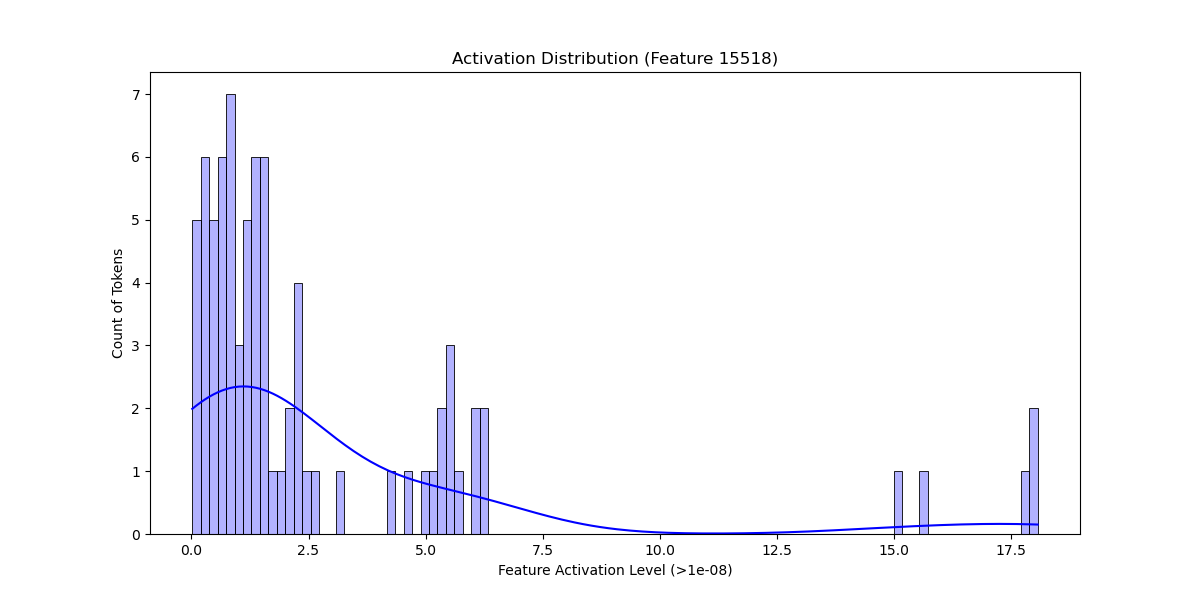 Activation Distribution (Feature 15518)
Count of Tokens
7
6
5
4
3
2
1
0
0.0 2.5 5.0 7.5 10.0 12.5 15.0 17.5
Feature Activation Level (>1e-08)